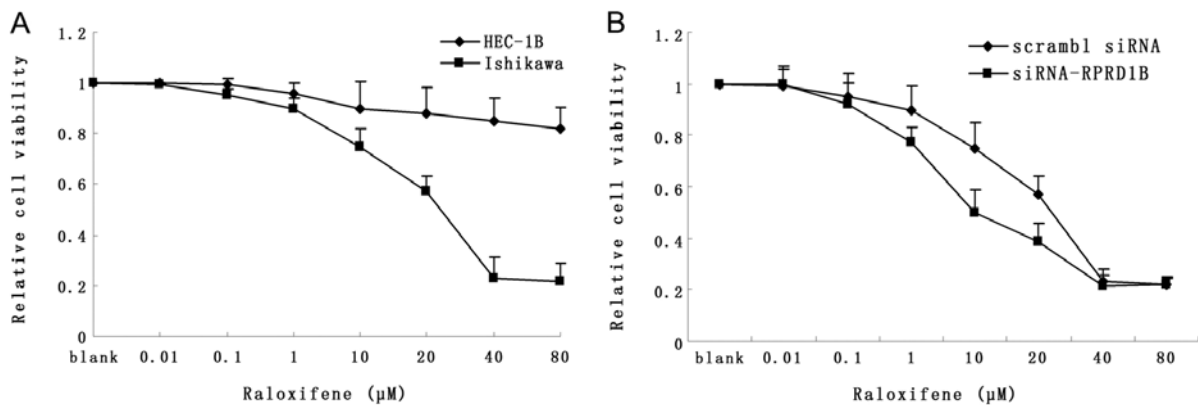 A
1.2
1
0.8
0.6
0.4
0.2
0
Relative cell viability
HEC-1B
Ishikawa
blank 0.01 0.1 1 10 20 40 80
Raloxifene (μM)
B
1.2
1
0.8
0.6
0.4
0.2
0
Relative cell viability
scrambl siRNA
siRNA-RPRD1B
blank 0.01 0.1 1 10 20 40 80
Raloxifene (μM)